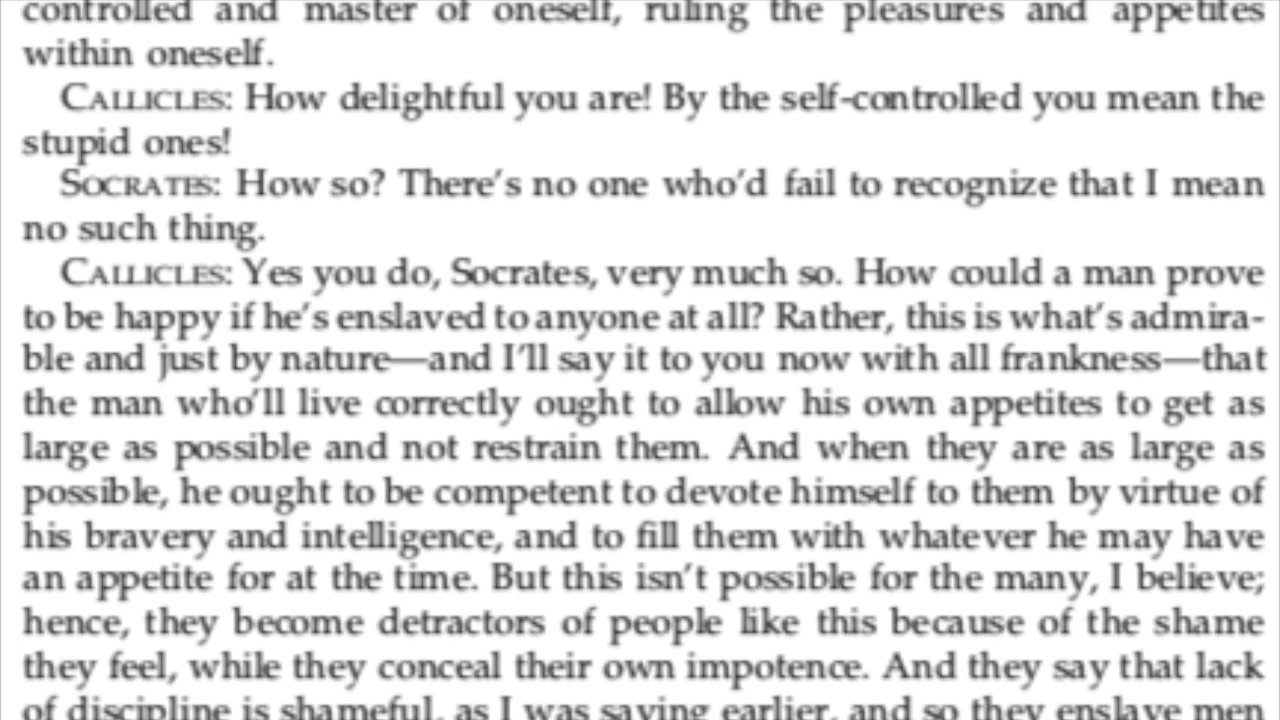 controlled and master of oneself, ruling the pleasures and appetites
within oneself.
CALLICLES: How delightful you are! By the self-controlled you mean the
stupid ones!
SOCRATES: How so? There's no one who'd fail to recognize that I mean
no such thing.
CALLICLES: Yes you do, Socrates, very much so. How could a man prove
to be happy if he's enslaved to anyone at all? Rather, this is what's admira-
ble and just by nature—and I'll say it to you now with all frankness—that
the man who'll live correctly ought to allow his own appetites to get as
large as possible and not restrain them. And when they are as large as
possible, he ought to be competent to devote himself to them by virtue of
his bravery and intelligence, and to fill them with whatever he may have
an appetite for at the time. But this isn't possible for the many, I believe;
hence, they become detractors of people like this because of the shame
they feel, while they conceal their own impotence. And they say that lack
of discipline is shameful, as I was saying earlier, and so they enslave men